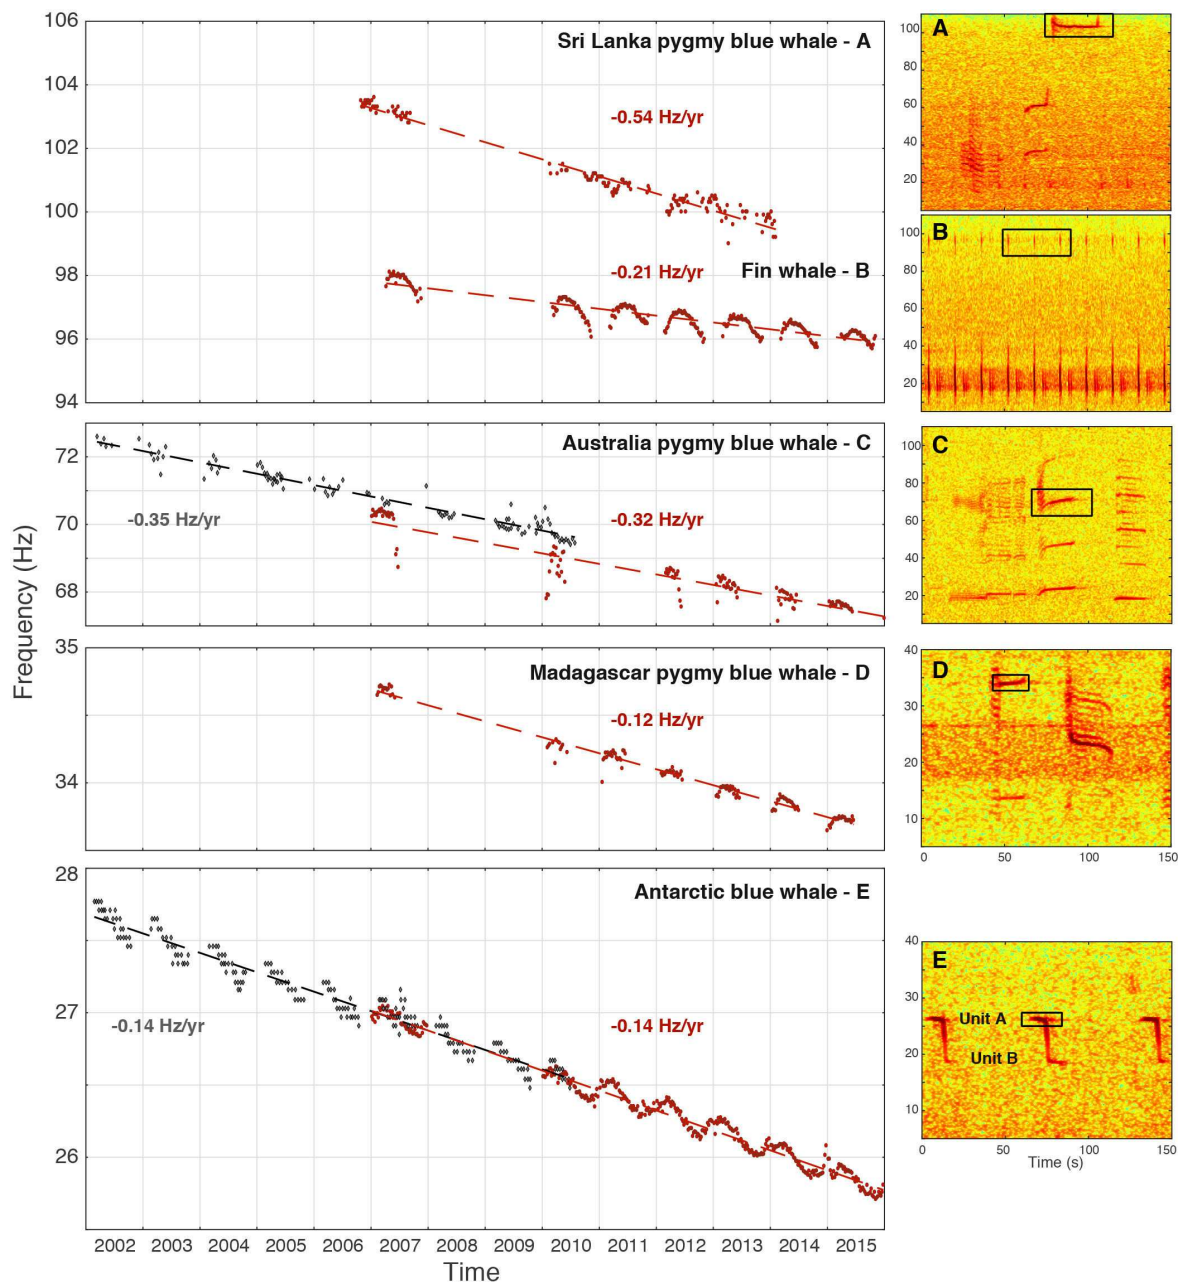 106
104
102
100
98
96
94
Sri Lanka pygmy blue whale - A
-0.54 Hz/yr
-0.21 Hz/yr
Fin whale - B
72
70
68
Australia pygmy blue whale - C
-0.35 Hz/yr
-0.32 Hz/yr
Frequency (Hz)
35
34
Madagascar pygmy blue whale - D
-0.12 Hz/yr
28
27
26
Antarctic blue whale - E
-0.14 Hz/yr
-0.14 Hz/yr
2002 2003 2004 2005 2006 2007 2008 2009 2010 2011 2012 2013 2014 2015
Time
A
100
80
60
40
20
B
100
80
60
40
20
C
100
80
60
40
20
D
40
30
20
10
0 50 100 150
E
40
30
20
10
Unit A
Unit B
0 50 100 150
Time (s)